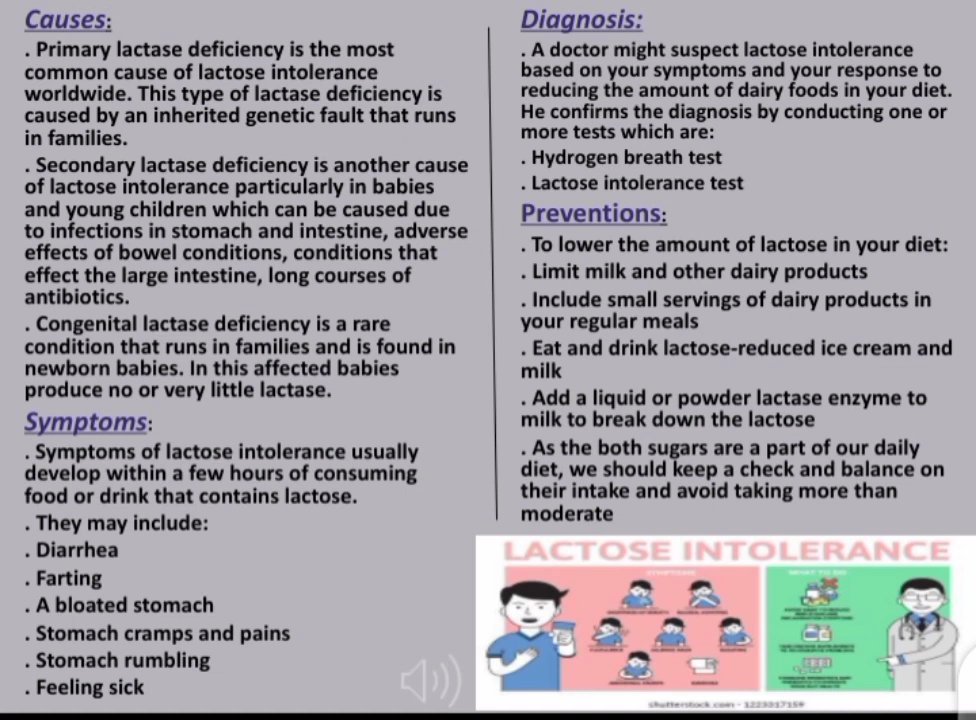 Causes:
. Primary lactase deficiency is the most
common cause of lactose intolerance
worldwide. This type of lactase deficiency is
caused by an inherited genetic fault that runs
in families.
. Secondary lactase deficiency is another cause
of lactose intolerance particularly in babies
and young children which can be caused due
to infections in stomach and intestine, adverse
effects of bowel conditions, conditions that
effect the large intestine, long courses of
antibiotics.
. Congenital lactase deficiency is a rare
condition that runs in families and is found in
newborn babies. In this affected babies
produce no or very little lactase.
Symptoms:
. Symptoms of lactose intolerance usually
develop within a few hours of consuming
food or drink that contains lactose.
. They may include:
. Diarrhea
. Farting
. A bloated stomach
. Stomach cramps and pains
. Stomach rumbling
. Feeling sick
Diagnosis:
. A doctor might suspect lactose intolerance
based on your symptoms and your response to
reducing the amount of dairy foods in your diet.
He confirms the diagnosis by conducting one or
more tests which are:
. Hydrogen breath test
. Lactose intolerance test
Preventions:
. To lower the amount of lactose in your diet:
. Limit milk and other dairy products
. Include small servings of dairy products in
your regular meals
. Eat and drink lactose-reduced ice cream and
milk
. Add a liquid or powder lactase enzyme to
milk to break down the lactose
. As the both sugars are a part of our daily
diet, we should keep a check and balance on
their intake and avoid taking more than
moderate
LACTOSE INTOLERANCE
SYMPTOMS
WHAT TO DO
shutterstock.com - 1223017159